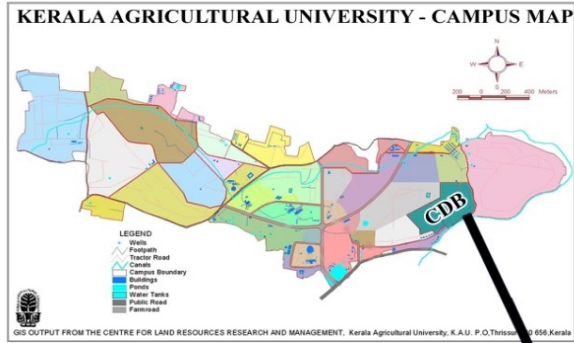 KERALA AGRICULTURAL UNIVERSITY - CAMPUS MAP
N
W E
S
200 0 200 400 Meters
CDB
LEGEND
Wells
Footpath
Tractor Road
Canals
Campus Boundary
Buildings
Ponds
Water Tanks
Public Road
Farmroad
GIS OUTPUT FROM THE CENTRE FOR LAND RESOURCES RESEARCH AND MANAGEMENT, Kerala Agricultural University, K.A.U. P.O,Thrissur 0 656,Kerala